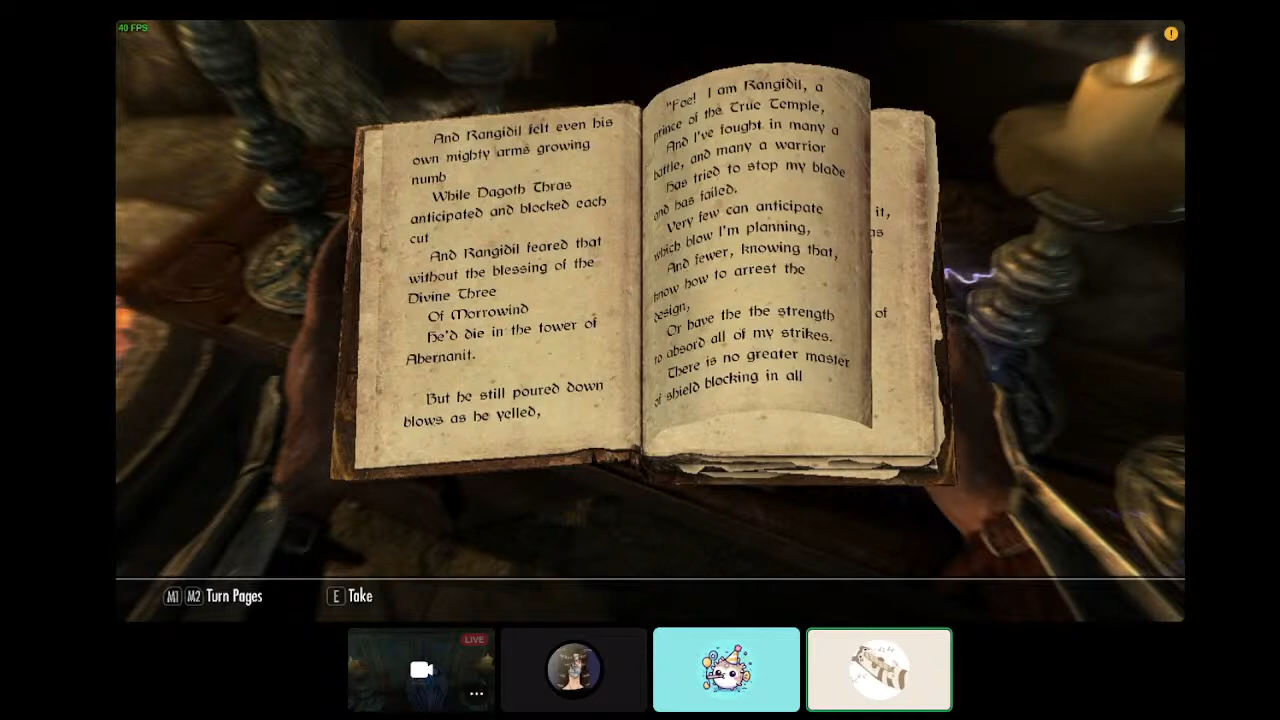 40 FPS
And Rangidil felt even his
own mighty arms growing
numb
While Dagoth Thras
anticipated and blocked each
cut
And Rangidil feared that
without the blessing of the
Divine Three
Of Morrowind
He'd die in the tower of
Abernanit.
But he still poured down
blows as he yelled,
"Foe! I am Rangidil, a
prince of the True Temple,
And I've fought in many a
battle, and many a warrior
Has tried to stop my blade
and has failed.
Very few can anticipate
which blow I'm planning,
And fewer, knowing that,
know how to arrest the
design,
Or have the the strength
to absord all of my strikes.
There is no greater master
of shield blocking in all
it,
as
of
M1 M2 Turn Pages
E Take
LIVE